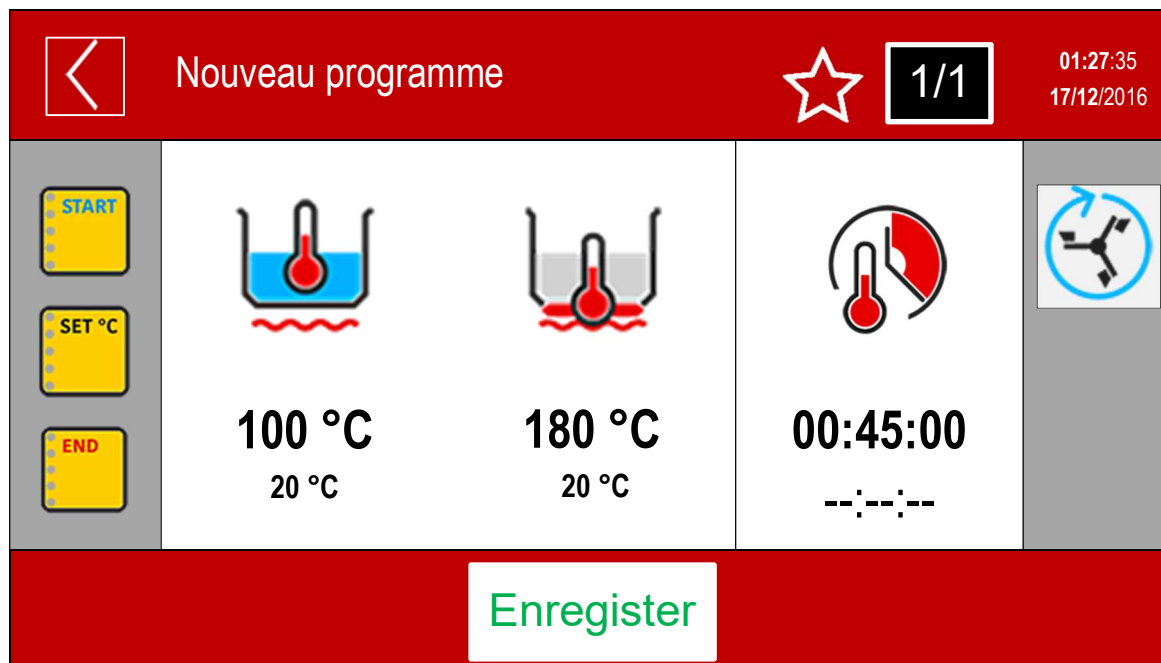 Nouveau programme
1/1
01:27:35
17/12/2016
START
SET °C
END
100 °C
20 °C
180 °C
20 °C
00:45:00
--:--:--
Enregister